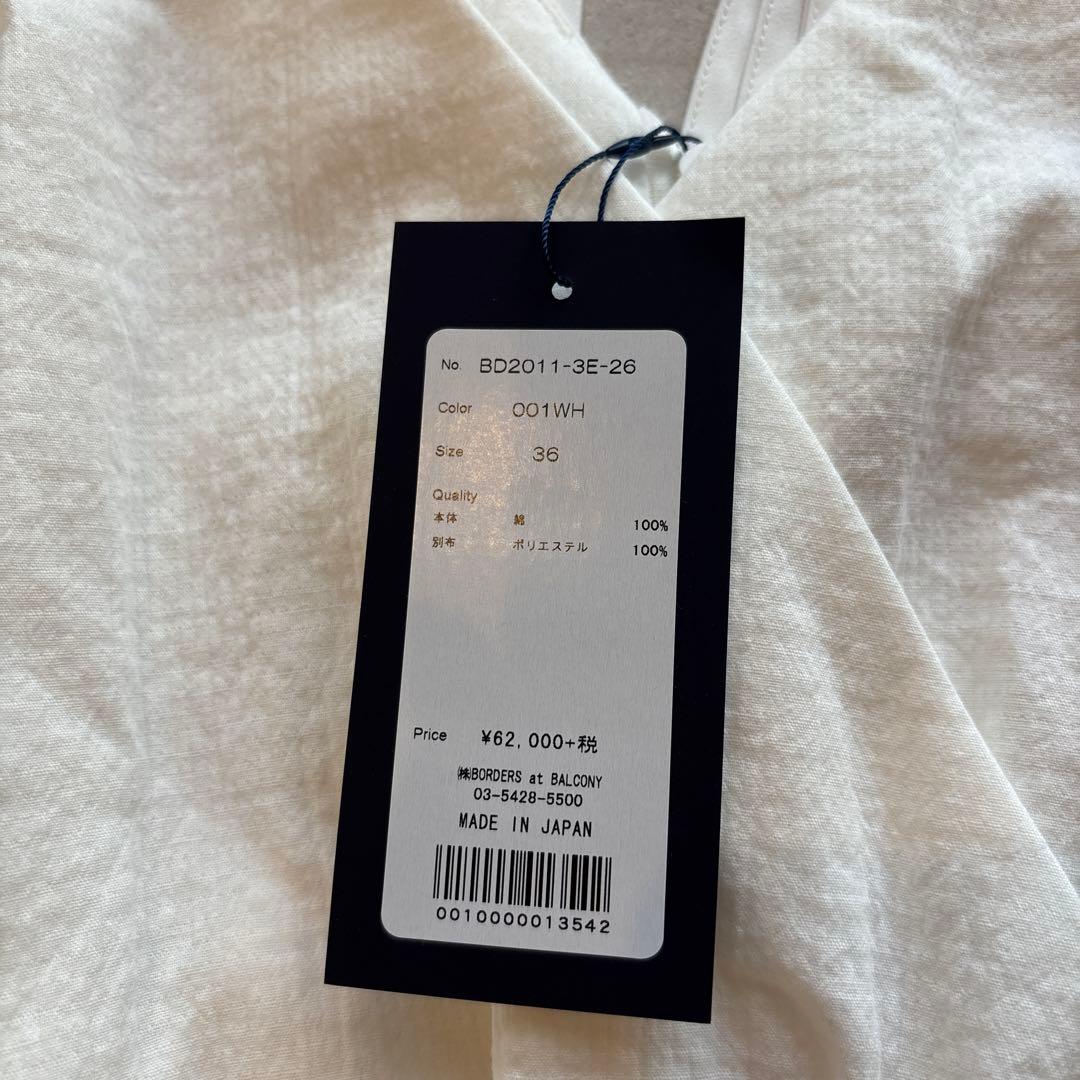 No. BD2011-3E-26
Color 001WH
Size 36
Quality
本体 綿 100%
別布 ポリエステル 100%
Price ¥62,000+税
㈱BORDERS at BALCONY
03-5428-5500
MADE IN JAPAN
0010000013542